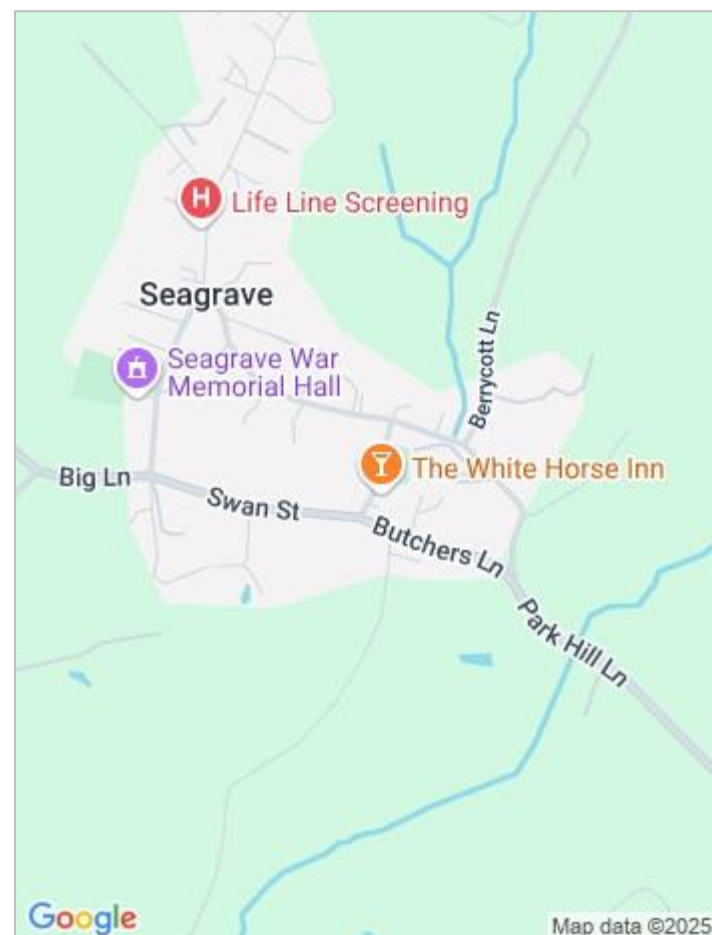 H
Life Line Screening
Seagrave
Seagrave War
Memorial Hall
Berrycott Ln
The White Horse Inn
Big Ln
Swan St
Butchers Ln
Park Hill Ln
Google
Map data ©2025